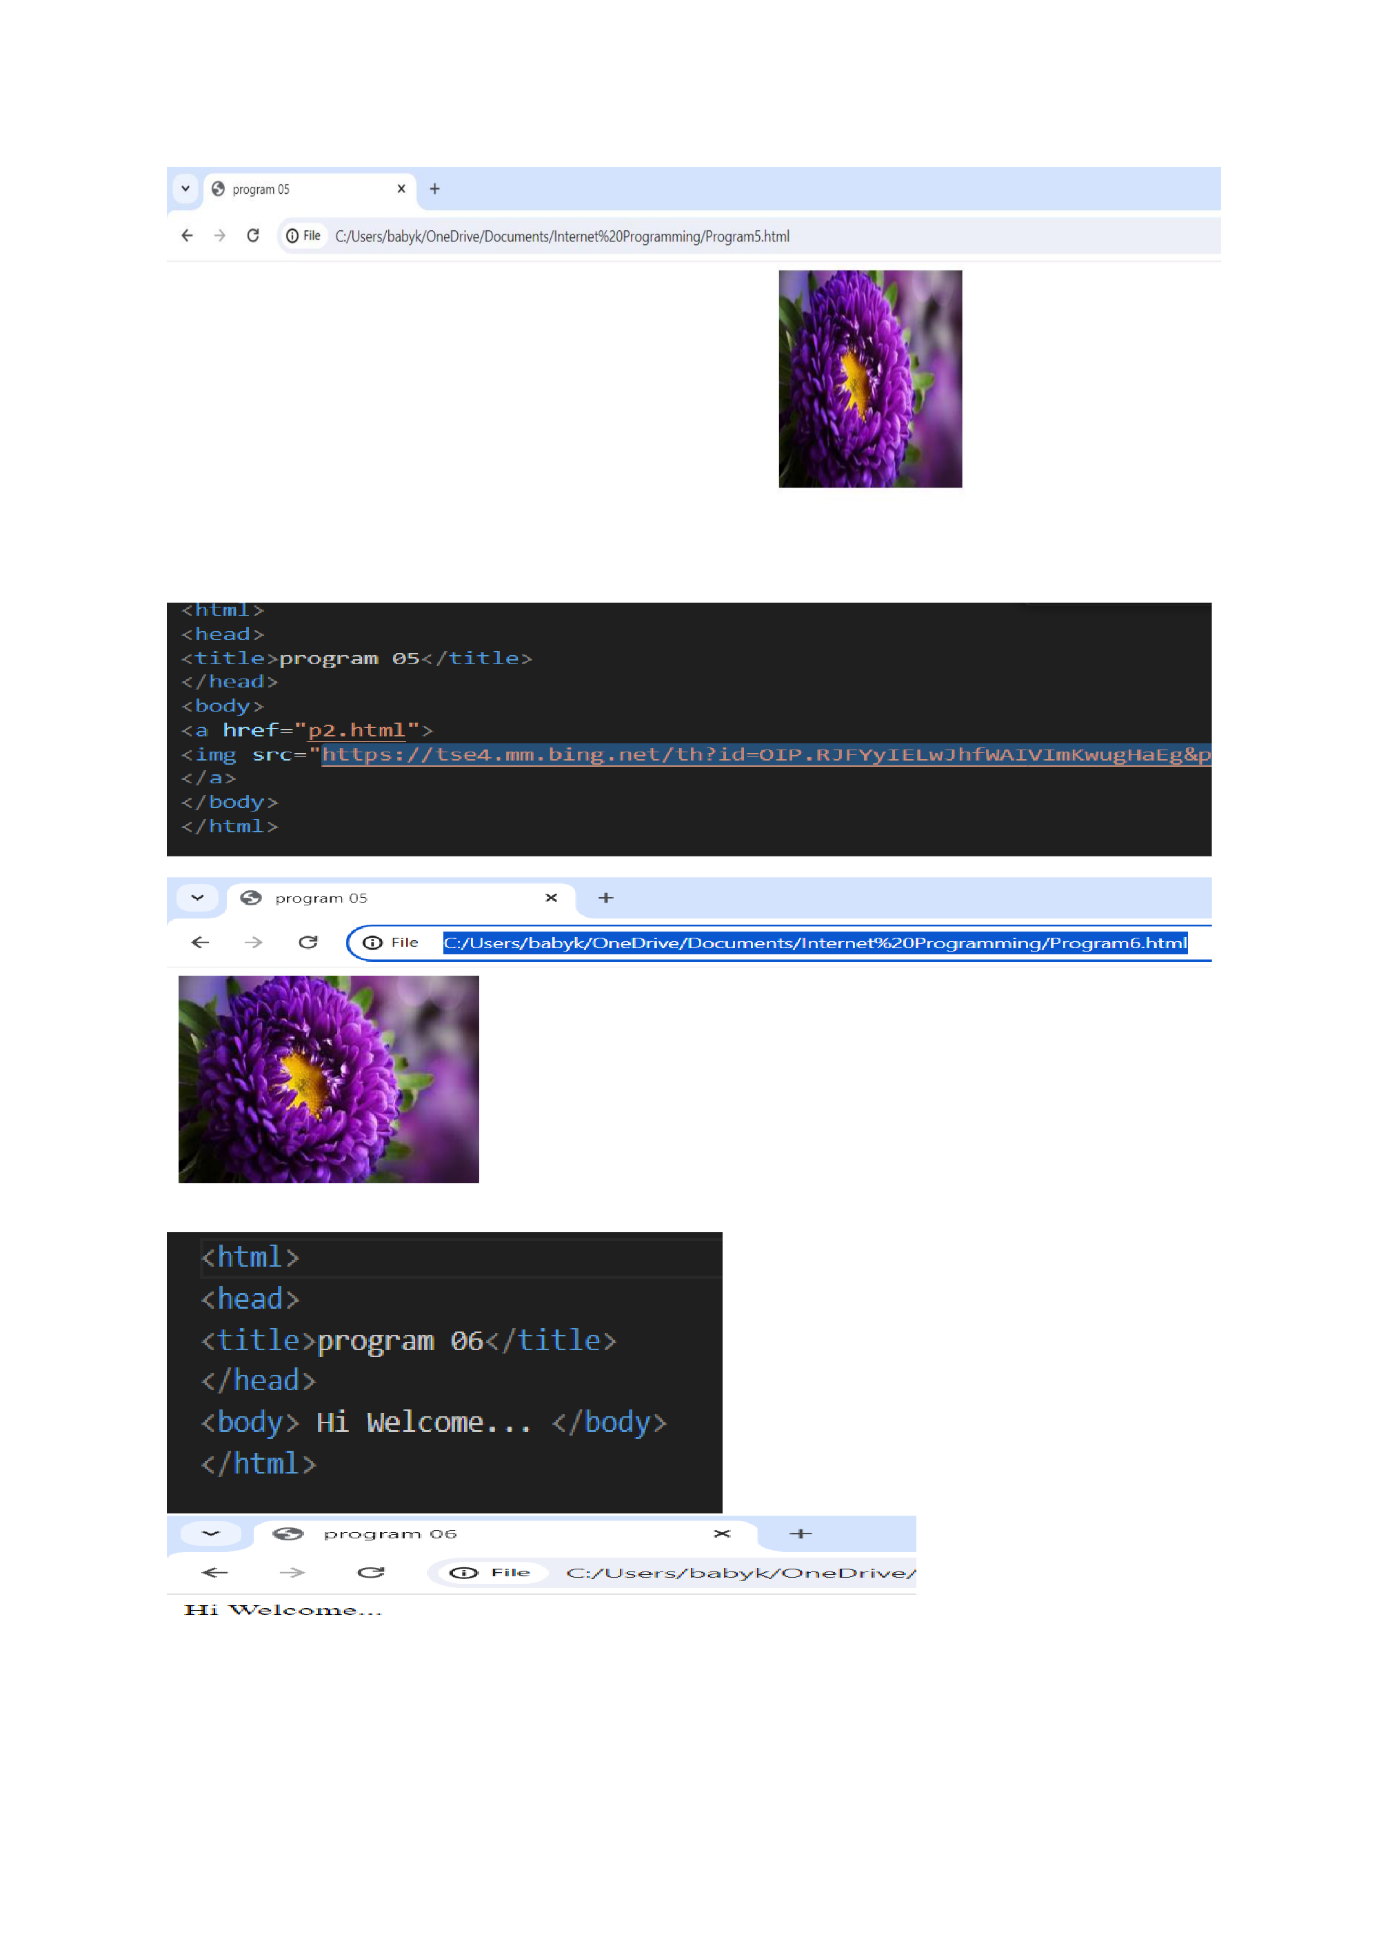 program 05
File C:/Users/babyk/OneDrive/Documents/Internet%20Programming/Program5.html
<html>
<head>
<title>program 05</title>
</head>
<body>
<a href="p2.html">
<img src="https://tse4.mm.bing.net/th?id=OIP.RJFYyIELwJhfWAIVImKwugHaEg&p
</a>
</body>
</html>
program 05
File C:/Users/babyk/OneDrive/Documents/Internet%20Programming/Program6.html
<html>
<head>
<title>program 06</title>
</head>
<body> Hi Welcome... </body>
</html>
program 06
File C:/Users/babyk/OneDrive/
Hi Welcome...